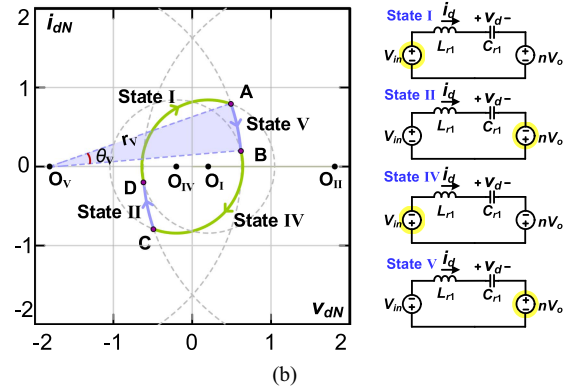 i_dN
2
1
0
-1
-2
-2
-1
0
1
2
v_dN
State I
A
State V
r_V
θ_V
B
O_V
D
O_IV
O_I
O_II
State II
State IV
C
(b)
State I
i_d
+ v_d −
L_r1
C_r1
V_in
nV_o
State II
i_d
+ v_d −
L_r1
C_r1
V_in
nV_o
State IV
i_d
+ v_d −
L_r1
C_r1
V_in
nV_o
State V
i_d
+ v_d −
L_r1
C_r1
V_in
nV_o